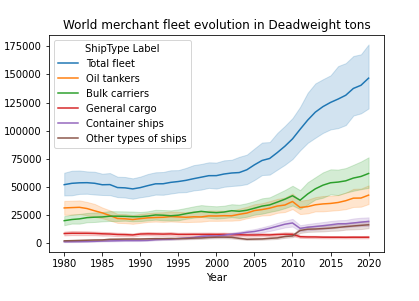 World merchant fleet evolution in Deadweight tons
ShipType Label
Total fleet
Oil tankers
Bulk carriers
General cargo
Container ships
Other types of ships
175000
150000
125000
100000
75000
50000
25000
0
1980 1985 1990 1995 2000 2005 2010 2015 2020
Year